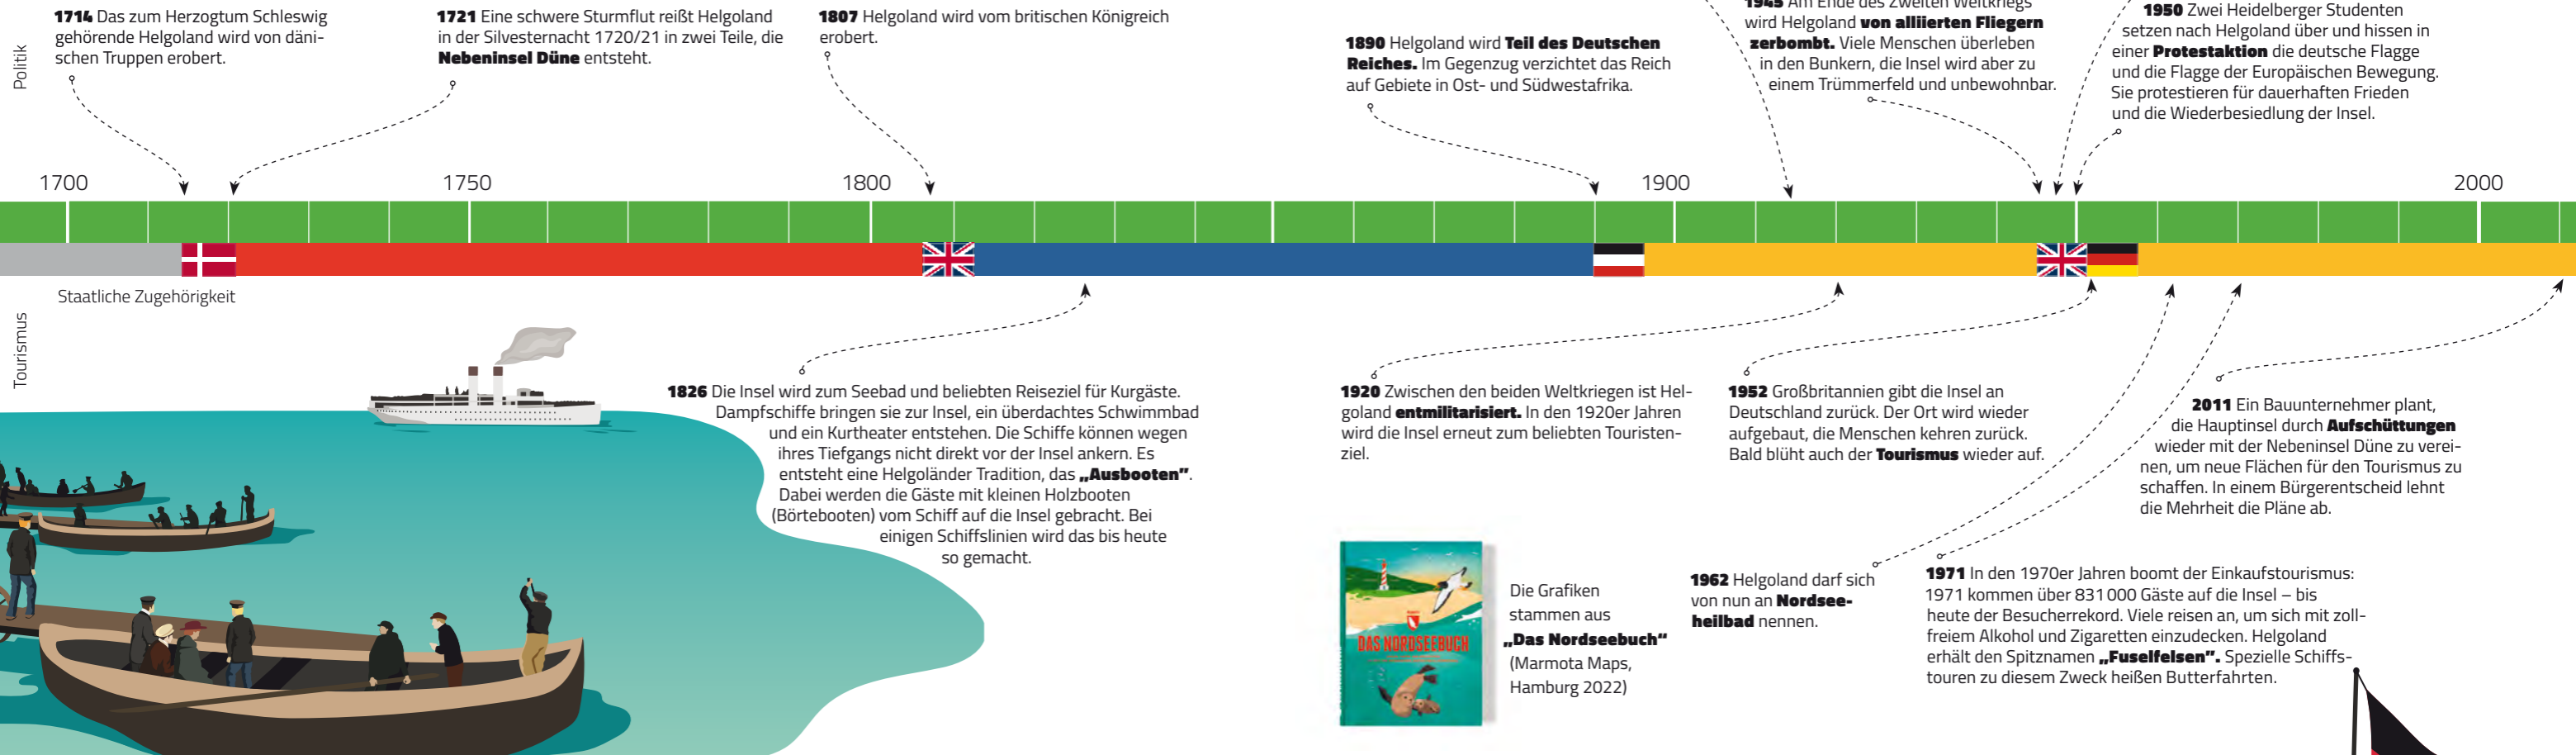 1714 Das zum Herzogtum Schleswig
gehörende Helgoland wird von däni-
schen Truppen erobert.
1721 Eine schwere Sturmflut reißt Helgoland
in der Silvesternacht 1720/21 in zwei Teile, die
Nebeninsel Düne entsteht.
1807 Helgoland wird vom britischen Königreich
erobert.
1890 Helgoland wird Teil des Deutschen
Reiches. Im Gegenzug verzichtet das Reich
auf Gebiete in Ost- und Südwestafrika.
1945 Am Ende des Zweiten Weltkriegs
wird Helgoland von alliierten Fliegern
zerbombt. Viele Menschen überleben
in den Bunkern, die Insel wird aber zu
einem Trümmerfeld und unbewohnbar.
1950 Zwei Heidelberger Studenten
setzen nach Helgoland über und hissen in
einer Protestaktion die deutsche Flagge
und die Flagge der Europäischen Bewegung.
Sie protestieren für dauerhaften Frieden
und die Wiederbesiedlung der Insel.
Politik
1700
1750
1800
1900
2000
Staatliche Zugehörigkeit
Tourismus
1826 Die Insel wird zum Seebad und beliebten Reiseziel für Kurgäste.
Dampfschiffe bringen sie zur Insel, ein überdachtes Schwimmbad
und ein Kurtheater entstehen. Die Schiffe können wegen
ihres Tiefgangs nicht direkt vor der Insel ankern. Es
entsteht eine Helgoländer Tradition, das „Ausbooten”.
Dabei werden die Gäste mit kleinen Holzbooten
(Börtebooten) vom Schiff auf die Insel gebracht. Bei
einigen Schiffslinien wird das bis heute
so gemacht.
1920 Zwischen den beiden Weltkriegen ist Hel-
goland entmilitarisiert. In den 1920er Jahren
wird die Insel erneut zum beliebten Touristen-
ziel.
1952 Großbritannien gibt die Insel an
Deutschland zurück. Der Ort wird wieder
aufgebaut, die Menschen kehren zurück.
Bald blüht auch der Tourismus wieder auf.
2011 Ein Bauunternehmer plant,
die Hauptinsel durch Aufschüttungen
wieder mit der Nebeninsel Düne zu verei-
nen, um neue Flächen für den Tourismus zu
schaffen. In einem Bürgerentscheid lehnt
die Mehrheit die Pläne ab.
DAS NORDSEEBUCH
Die Grafiken
stammen aus
„Das Nordseebuch“
(Marmota Maps,
Hamburg 2022)
1962 Helgoland darf sich
von nun an Nordsee-
heilbad nennen.
1971 In den 1970er Jahren boomt der Einkaufstourismus:
1971 kommen über 831 000 Gäste auf die Insel – bis
heute der Besucherrekord. Viele reisen an, um sich mit zoll-
freiem Alkohol und Zigaretten einzudecken. Helgoland
erhält den Spitznamen „Fuselfelsen”. Spezielle Schiffs-
touren zu diesem Zweck heißen Butterfahrten.